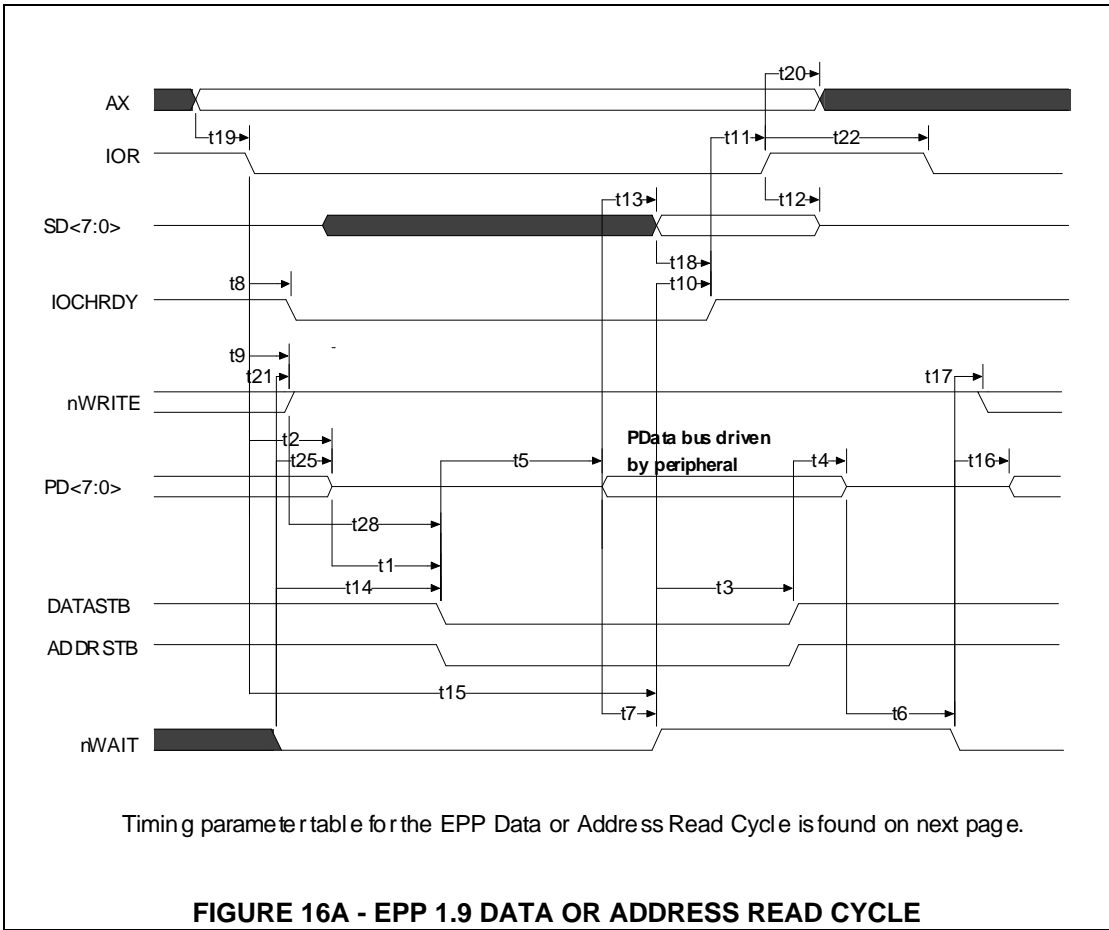 t20
AX
t19
t11
t22
IOR
t13
t12
SD<7:0>
t18
t8
t10
IOCHRDY
t9
t21
t17
nWRITE
t2
PData bus driven
t25
t5
by peripheral
t4
t16
PD<7:0>
t28
t1
t14
t3
DATASTB
ADDRSTB
t15
t7
t6
nWAIT
Timing parameter table for the EPP Data or Address Read Cycle is found on next page.
FIGURE 16A - EPP 1.9 DATA OR ADDRESS READ CYCLE